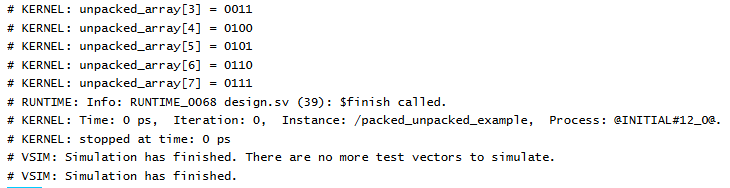 # KERNEL: unpacked_array[3] = 0011
# KERNEL: unpacked_array[4] = 0100
# KERNEL: unpacked_array[5] = 0101
# KERNEL: unpacked_array[6] = 0110
# KERNEL: unpacked_array[7] = 0111
# RUNTIME: Info: RUNTIME_0068 design.sv (39): $finish called.
# KERNEL: Time: 0 ps,  Iteration: 0,  Instance: /packed_unpacked_example,  Process: @INITIAL#12_0@.
# KERNEL: stopped at time: 0 ps
# VSIM: Simulation has finished. There are no more test vectors to simulate.
# VSIM: Simulation has finished.